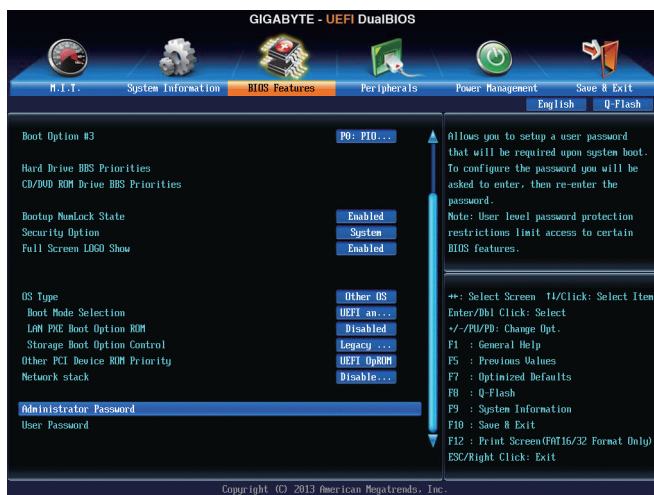 GIGABYTE - UEFI DualBIOS
M.I.T.
System Information
BIOS Features
Peripherals
Power Management
Save & Exit
English
Q-Flash
Boot Option #3 P0: PIO...
Hard Drive BBS Priorities
CD/DVD ROM Drive BBS Priorities
Bootup NumLock State Enabled
Security Option System
Full Screen LOGO Show Enabled
OS Type Other OS
Boot Mode Selection UEFI an...
LAN PXE Boot Option ROM Disabled
Storage Boot Option Control Legacy ...
Other PCI Device ROM Priority UEFI OpROM
Network stack Disable...
Administrator Password
User Password
Allows you to setup a user password
that will be required upon system boot.
To configure the password you will be
asked to enter, then re-enter the
password.
Note: User level password protection
restrictions limit access to certain
BIOS features.
→←: Select Screen ↑↓/Click: Select Item
Enter/Dbl Click: Select
+/-/PU/PD: Change Opt.
F1 : General Help
F5 : Previous Values
F7 : Optimized Defaults
F8 : Q-Flash
F9 : System Information
F10 : Save & Exit
F12 : Print Screen(FAT16/32 Format Only)
ESC/Right Click: Exit
Copyright (C) 2013 American Megatrends, Inc.